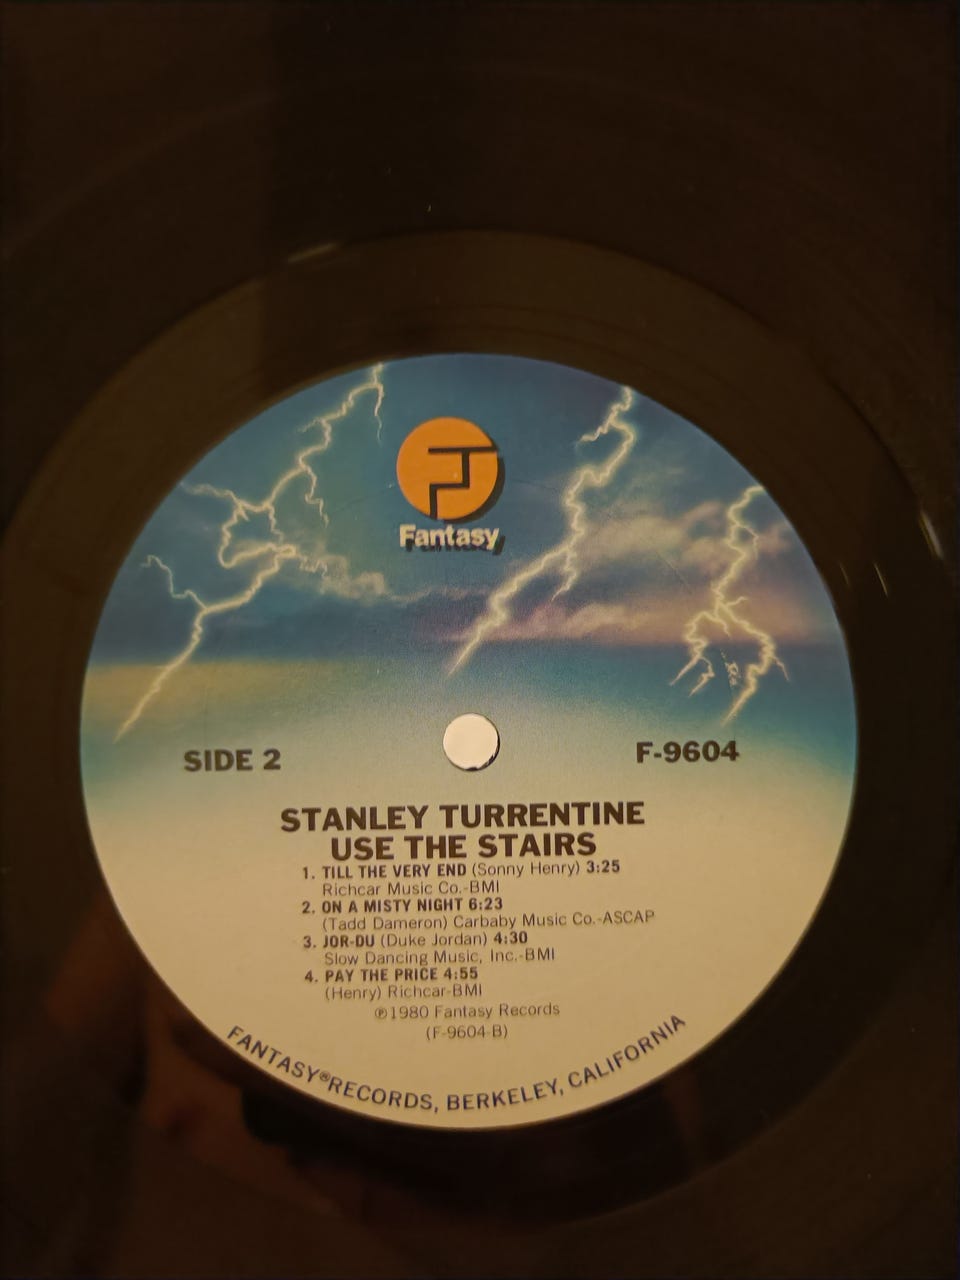 Fantasy
SIDE 2
F-9604
STANLEY TURRENTINE
USE THE STAIRS
1. TILL THE VERY END (Sonny Henry) 3:25
Richcar Music Co.-BMI
2. ON A MISTY NIGHT 6:23
(Tadd Dameron) Carbaby Music Co.-ASCAP
3. JOR-DU (Duke Jordan) 4:30
Slow Dancing Music, Inc.-BMI
4. PAY THE PRICE 4:55
(Henry) Richcar-BMI
℗1980 Fantasy Records
(F-9604-B)
FANTASY® RECORDS, BERKELEY, CALIFORNIA